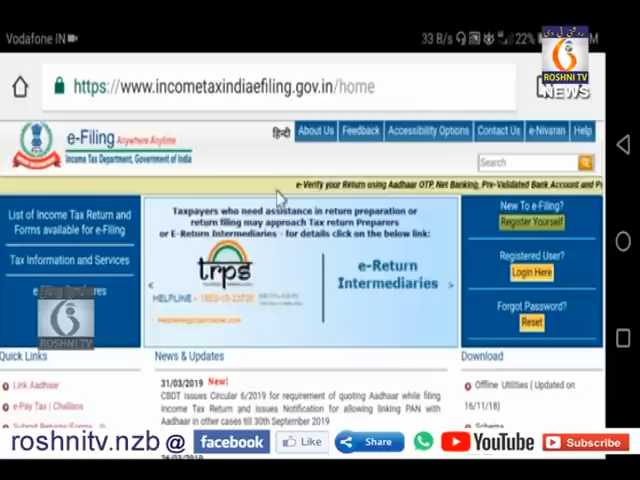 Vodafone IN
33 B/s
22%
روشنی ٹی وی
ROSHNI TV
NEWS
https://www.incometaxindiaefiling.gov.in/home
e-Filing Anywhere Anytime
Income Tax Department, Government of India
हिन्दी
About Us
Feedback
Accessibility Options
Contact Us
e-Nivaran
Help
Search
e-Verify your Return using Aadhaar OTP, Net Banking, Pre-Validated Bank Account and
List of Income Tax Return and
Forms available for e-Filing
Tax Information and Services
Taxpayers who need assistance in return preparation or
return filing may approach Tax return Preparers
or E-Return Intermediaries - for details click on the below link:
trps
HELPLINE
e-Return
Intermediaries
New To e-Filing?
Register Yourself
Registered User?
Login Here
Forgot Password?
Reset
ROSHNI TV
Quick Links
Link Aadhaar
e-Pay Tax | Challans
News & Updates
31/03/2019 New!
CBDT issues Circular 6/2019 for requirement of quoting Aadhaar while filing
Income Tax Return and issues Notification for allowing linking PAN with
Aadhaar in other cases till 30th September 2019
Download
Offline Utilities (Updated on
16/11/18)
Schema
roshnitv.nzb @
facebook
Like
Share
YouTube
Subscribe